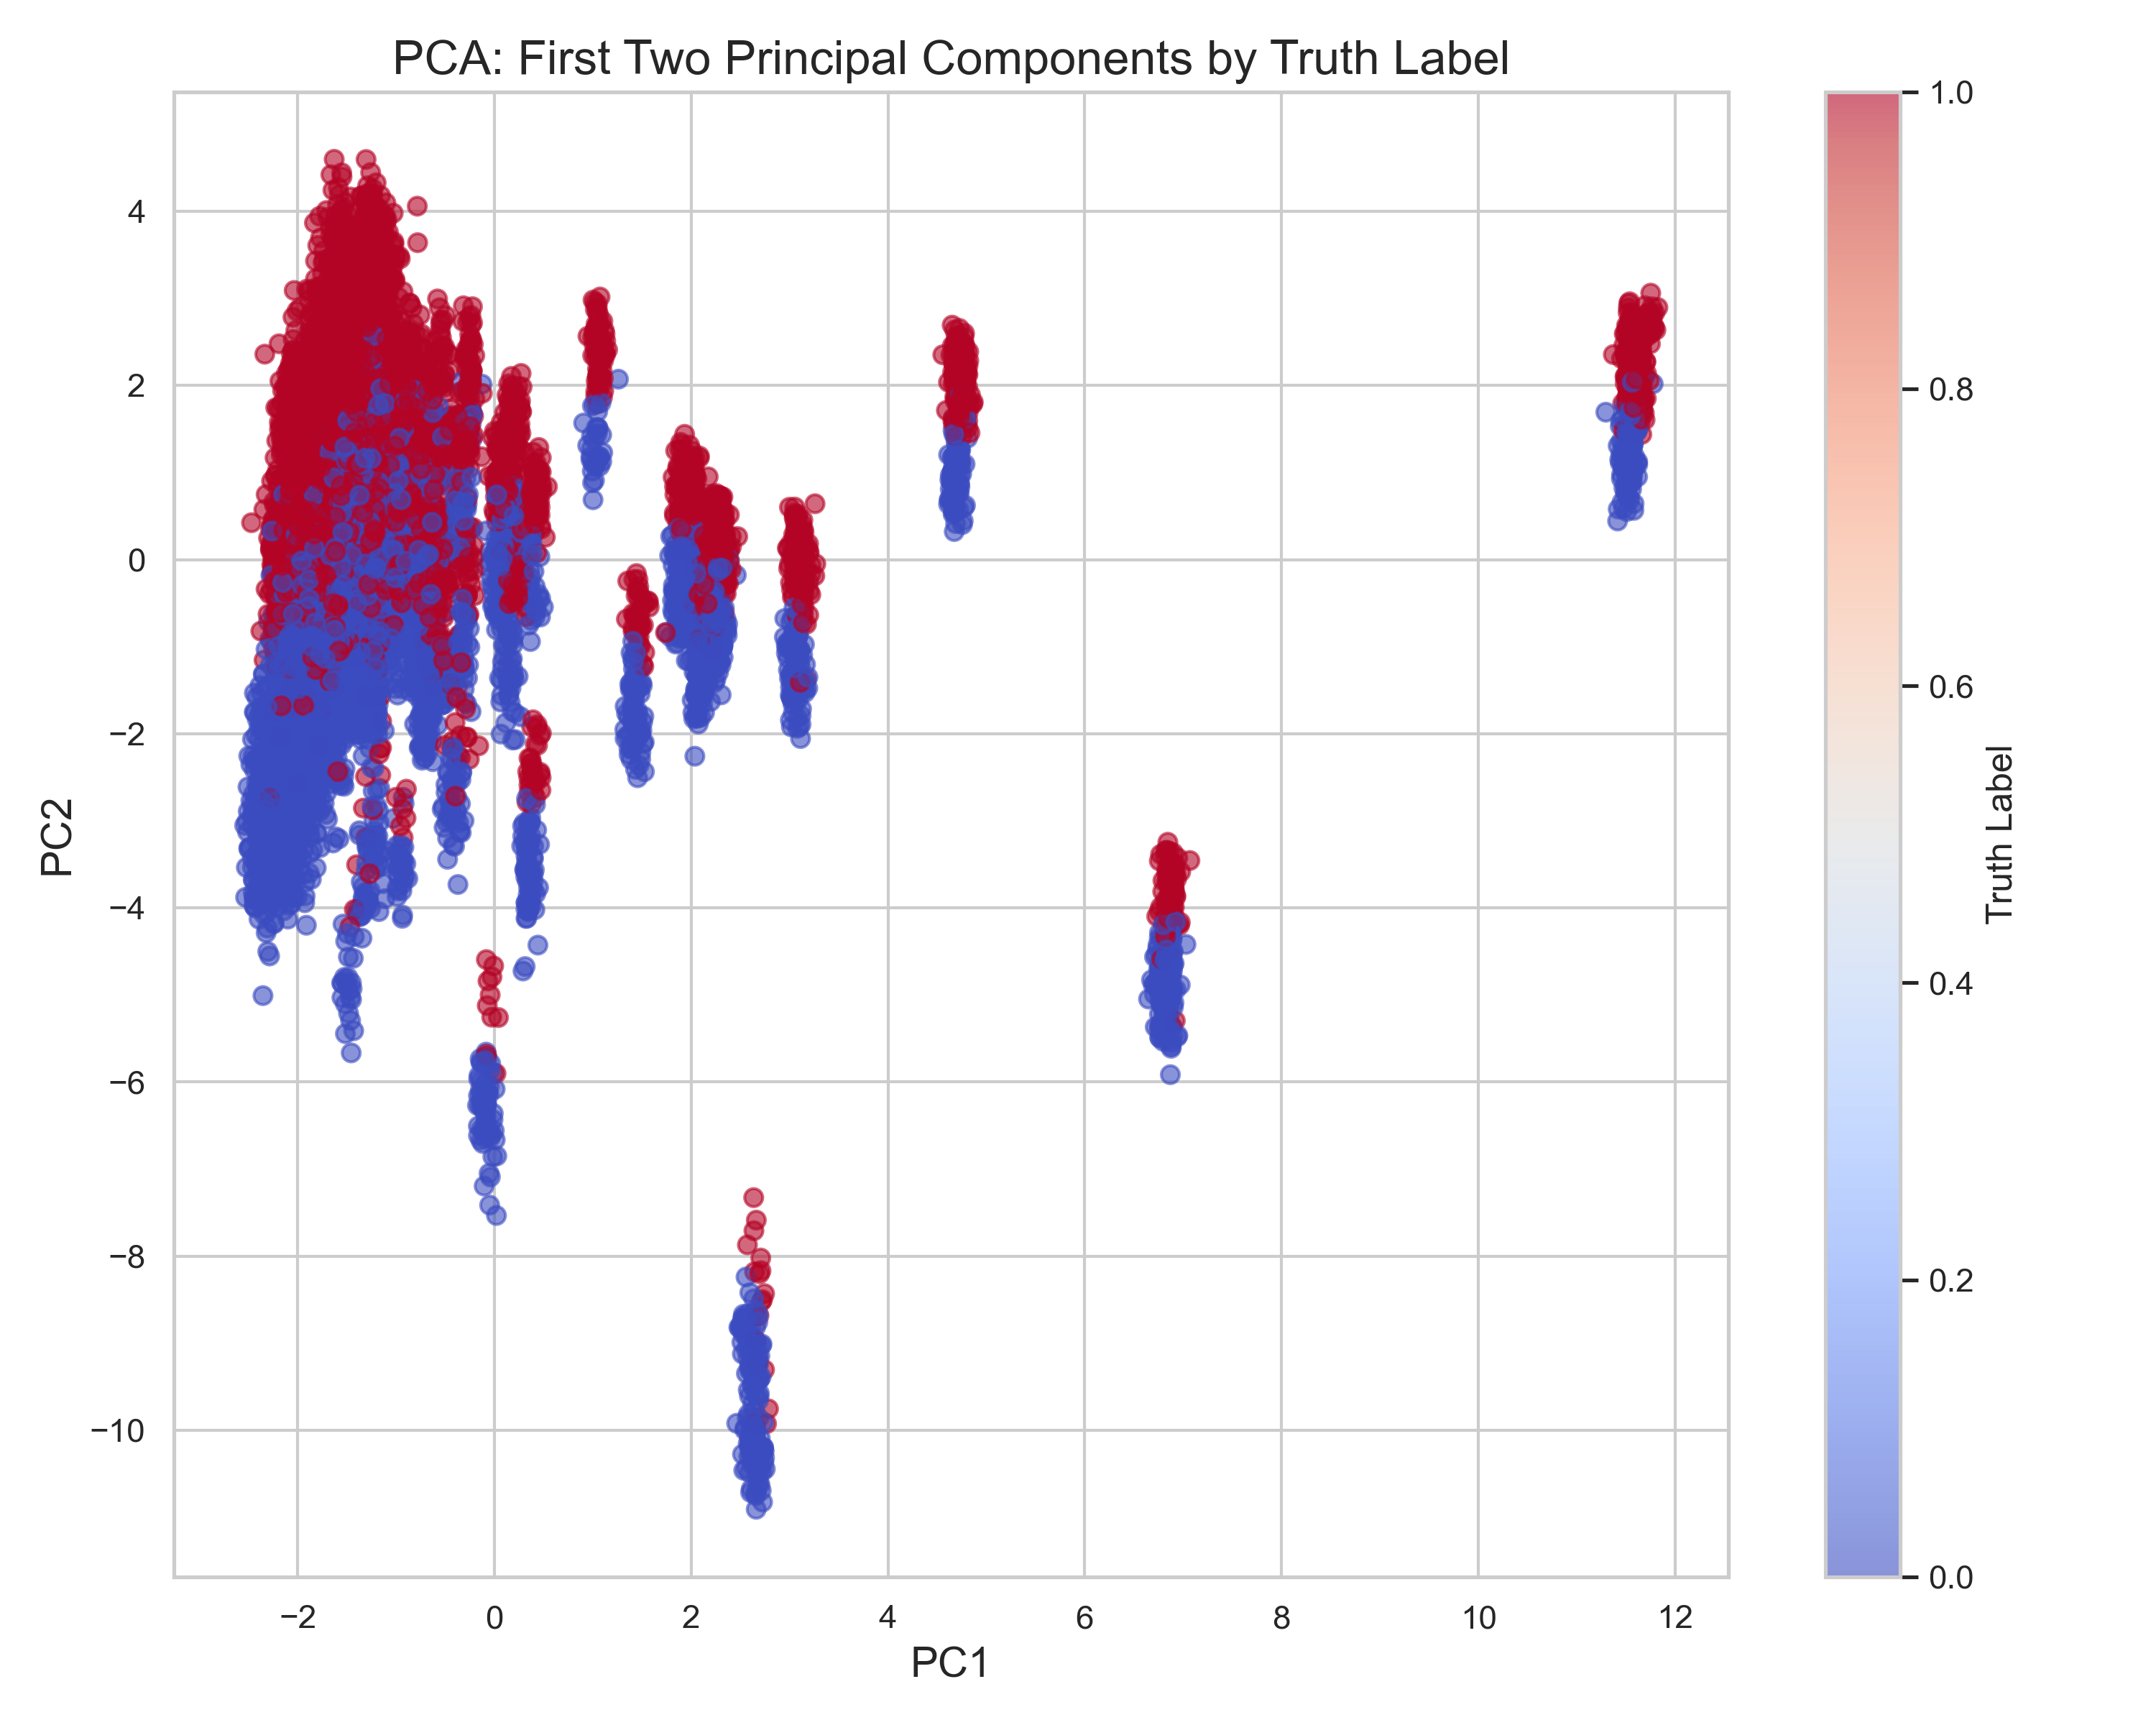 PCA: First Two Principal Components by Truth Label
4
2
0
−2
−4
−6
−8
−10
PC2
−2 0 2 4 6 8 10 12
PC1
1.0
0.8
0.6
0.4
0.2
0.0
Truth Label